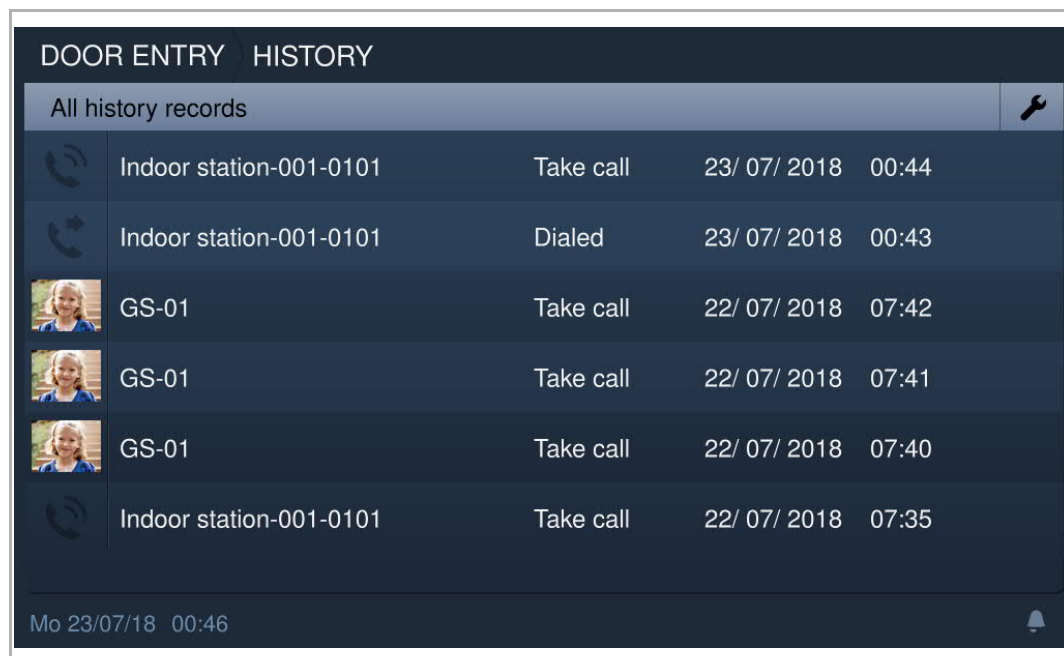 DOOR ENTRY HISTORY
All history records
Indoor station-001-0101 Take call 23/ 07/ 2018 00:44
Indoor station-001-0101 Dialed 23/ 07/ 2018 00:43
GS-01 Take call 22/ 07/ 2018 07:42
GS-01 Take call 22/ 07/ 2018 07:41
GS-01 Take call 22/ 07/ 2018 07:40
Indoor station-001-0101 Take call 22/ 07/ 2018 07:35
Mo 23/07/18 00:46